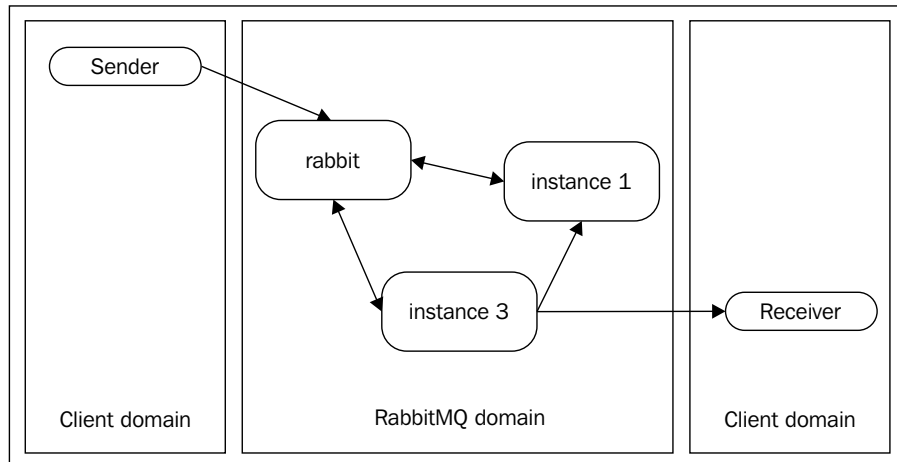 Sender
rabbit
instance 1
instance 3
Receiver
Client domain
RabbitMQ domain
Client domain